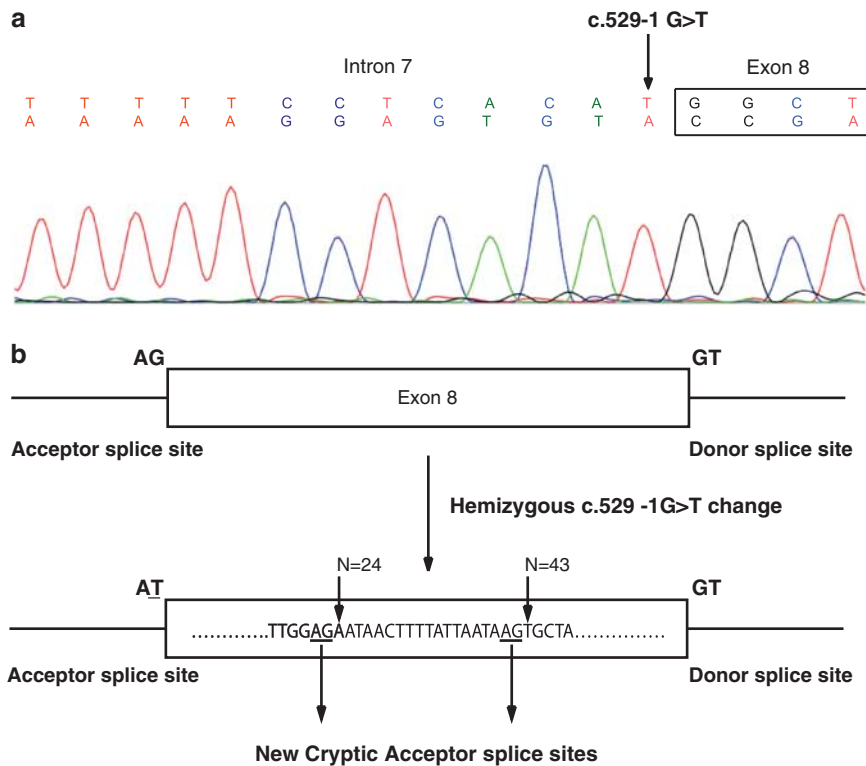 a
c.529-1 G>T
Intron 7
Exon 8
T T T T T C C T C A C A T G G C T
A A A A A G G A G T G T A C C G A
b
AG
GT
Exon 8
Acceptor splice site
Donor splice site
Hemizygous c.529 -1G>T change
N=24
N=43
AT
GT
.............TTGGAGAATAACTTTTATTAATAAGTGCTA...............
Acceptor splice site
Donor splice site
New Cryptic Acceptor splice sites